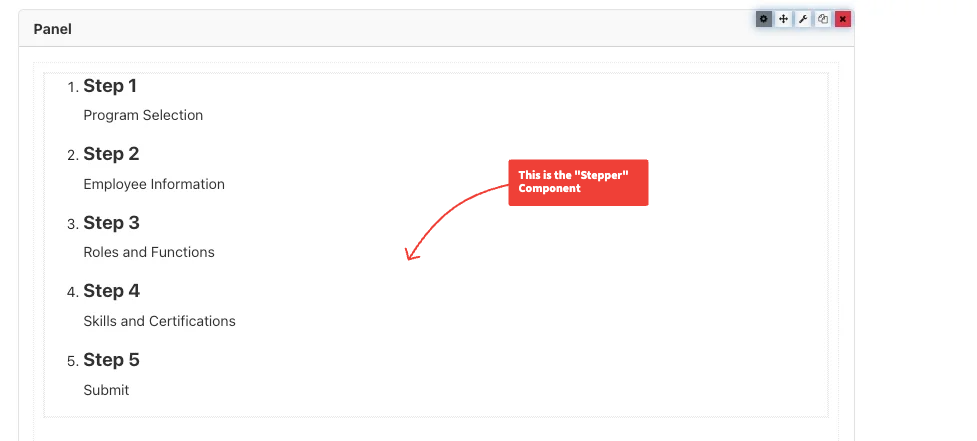 Panel
1. Step 1
Program Selection
2. Step 2
Employee Information
This is the "Stepper"
Component
3. Step 3
Roles and Functions
4. Step 4
Skills and Certifications
5. Step 5
Submit